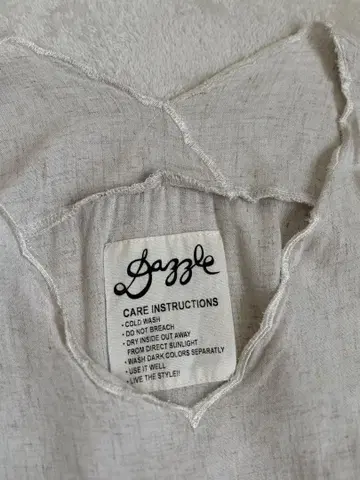 Dazzle
CARE INSTRUCTIONS
• COLD WASH
• DO NOT BREACH
• DRY INSIDE OUT AWAY
FROM DIRECT SUNLIGHT
• WASH DARK COLORS SEPARATLY
• USE IT WELL
• LIVE THE STYLE!!